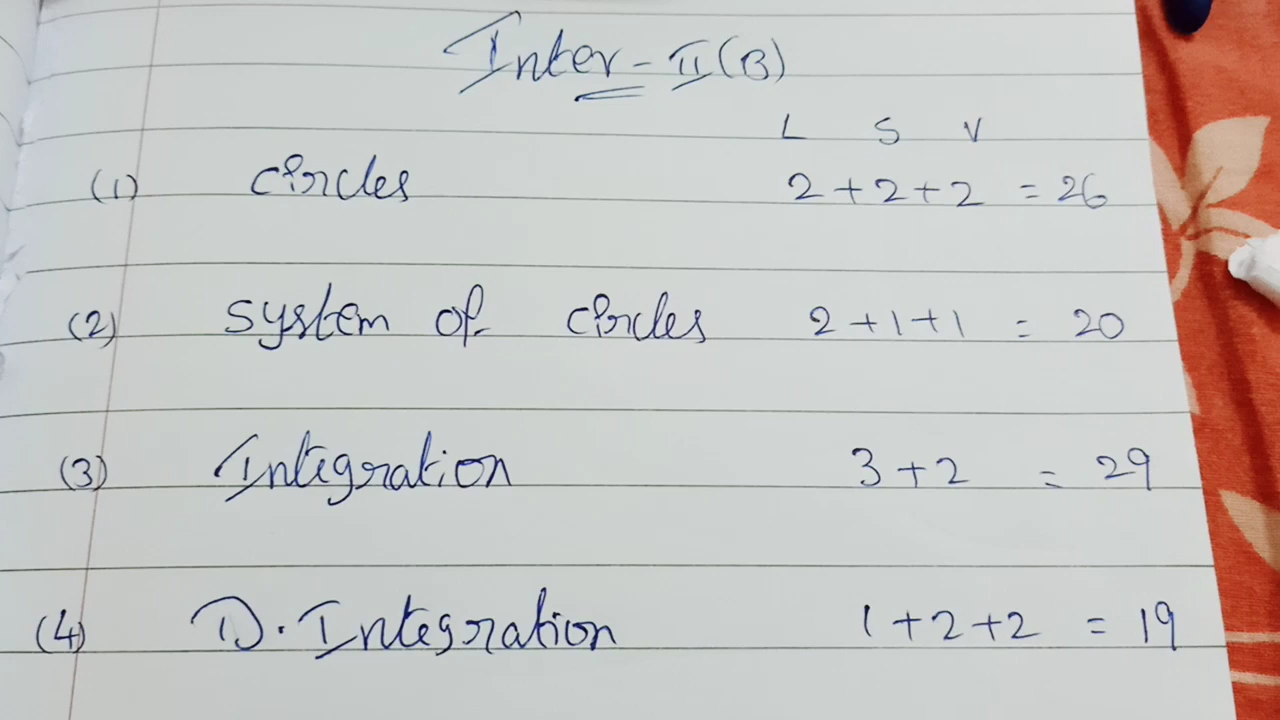 Inter - II (B)
L S V
(1) circles 2 + 2 + 2 = 26
(2) system of circles 2 + 1 + 1 = 20
(3) Integration 3 + 2 = 29
(4) D. Integration 1 + 2 + 2 = 19